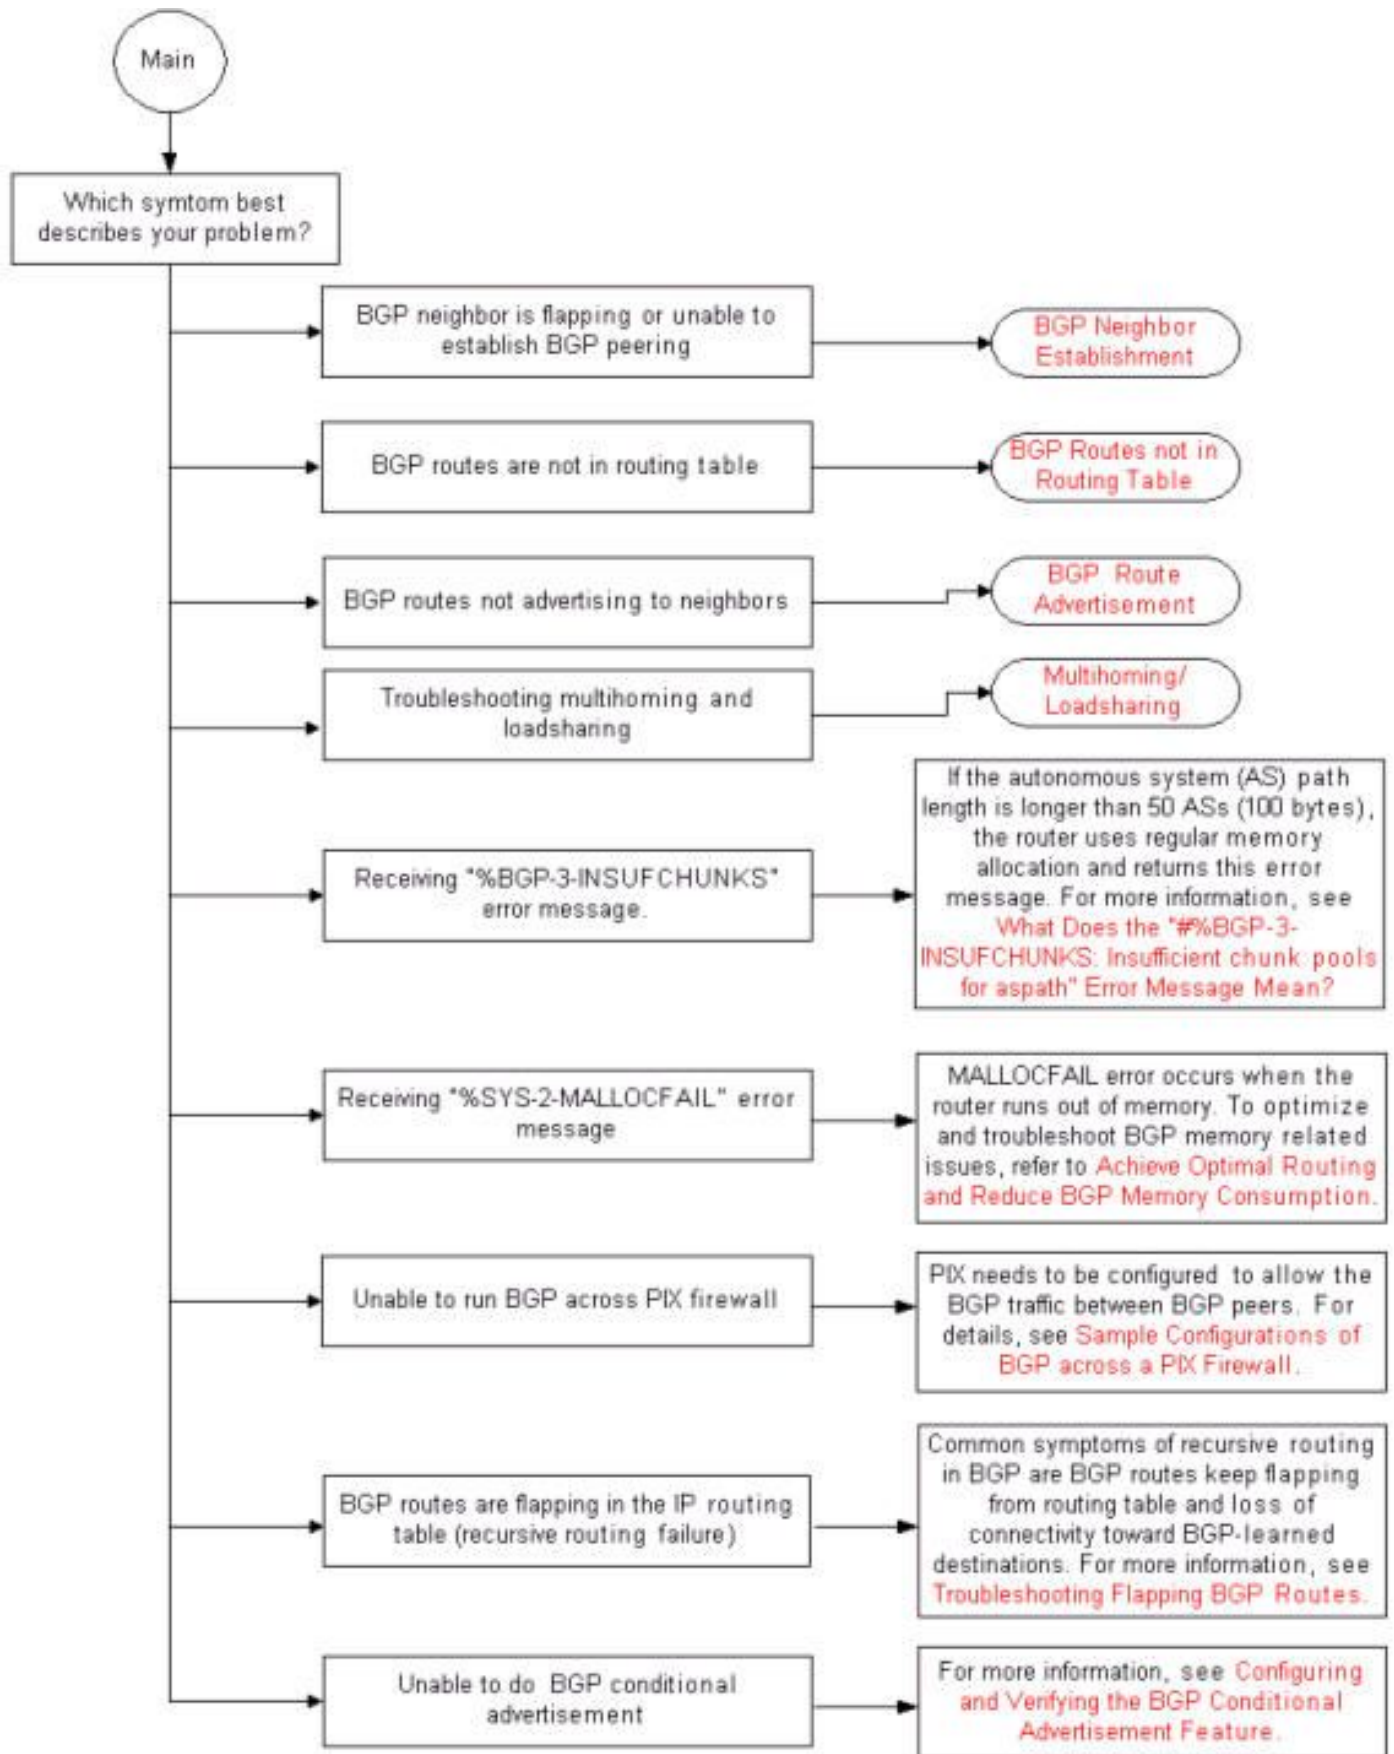 Main
Which symtom best
describes your problem?
BGP neighbor is flapping or unable to
establish BGP peering
BGP Neighbor
Establishment
BGP routes are not in routing table
BGP Routes not in
Routing Table
BGP routes not advertising to neighbors
BGP Route
Advertisement
Troubleshooting multihoming and
loadsharing
Multihoming/
Loadsharing
Receiving "%BGP-3-INSUFCHUNKS"
error message.
If the autonomous system (AS) path
length is longer than 50 ASs (100 bytes),
the router uses regular memory
allocation and returns this error
message. For more information, see
What Does the "#%BGP-3-
INSUFCHUNKS: Insufficient chunk pools
for aspath" Error Message Mean?
Receiving "%SYS-2-MALLOCFAIL" error
message
MALLOCFAIL error occurs when the
router runs out of memory. To optimize
and troubleshoot BGP memory related
issues, refer to Achieve Optimal Routing
and Reduce BGP Memory Consumption.
Unable to run BGP across PIX firewall
PIX needs to be configured to allow the
BGP traffic between BGP peers. For
details, see Sample Configurations of
BGP across a PIX Firewall.
BGP routes are flapping in the IP routing
table (recursive routing failure)
Common symptoms of recursive routing
in BGP are BGP routes keep flapping
from routing table and loss of
connectivity toward BGP-learned
destinations. For more information, see
Troubleshooting Flapping BGP Routes.
Unable to do BGP conditional
advertisement
For more information, see Configuring
and Verifying the BGP Conditional
Advertisement Feature.